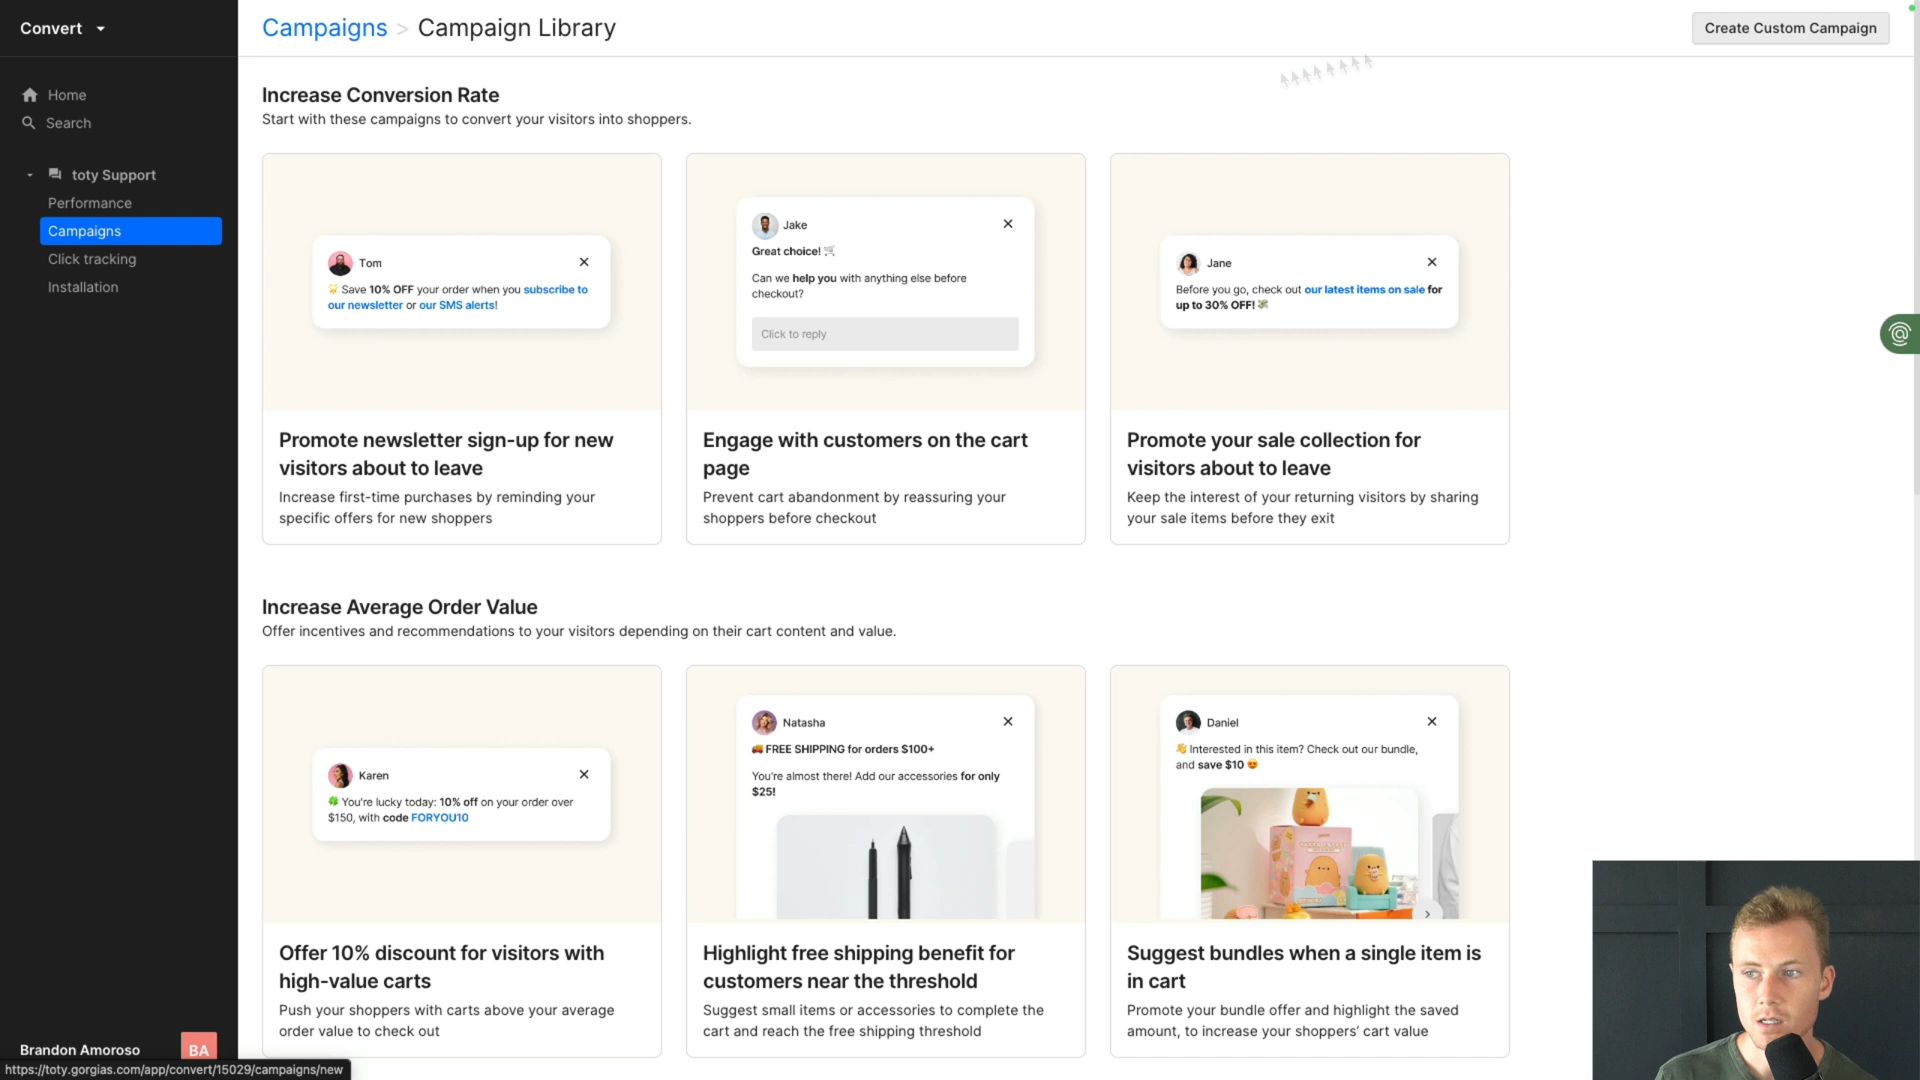 Convert
Campaigns > Campaign Library
Create Custom Campaign
Home
Search
toty Support
Performance
Campaigns
Click tracking
Installation
Increase Conversion Rate
Start with these campaigns to convert your visitors into shoppers.
Tom
Save 10% OFF your order when you subscribe to
our newsletter or our SMS alerts!
Promote newsletter sign-up for new
visitors about to leave
Increase first-time purchases by reminding your
specific offers for new shoppers
Jake
Great choice!
Can we help you with anything else before
checkout?
Click to reply
Engage with customers on the cart
page
Prevent cart abandonment by reassuring your
shoppers before checkout
Jane
Before you go, check out our latest items on sale for
up to 30% OFF!
Promote your sale collection for
visitors about to leave
Keep the interest of your returning visitors by sharing
your sale items before they exit
Increase Average Order Value
Offer incentives and recommendations to your visitors depending on their cart content and value.
Karen
You're lucky today: 10% off on your order over
$150, with code FORYOU10
Offer 10% discount for visitors with
high-value carts
Push your shoppers with carts above your average
order value to check out
Natasha
FREE SHIPPING for orders $100+
You're almost there! Add our accessories for only
$25!
Highlight free shipping benefit for
customers near the threshold
Suggest small items or accessories to complete the
cart and reach the free shipping threshold
Daniel
Interested in this item? Check out our bundle,
and save $10
Suggest bundles when a single item is
in cart
Promote your bundle offer and highlight the saved
amount, to increase your shoppers' cart value
Brandon Amoroso
BA
https://toty.gorgias.com/app/convert/15029/campaigns/new